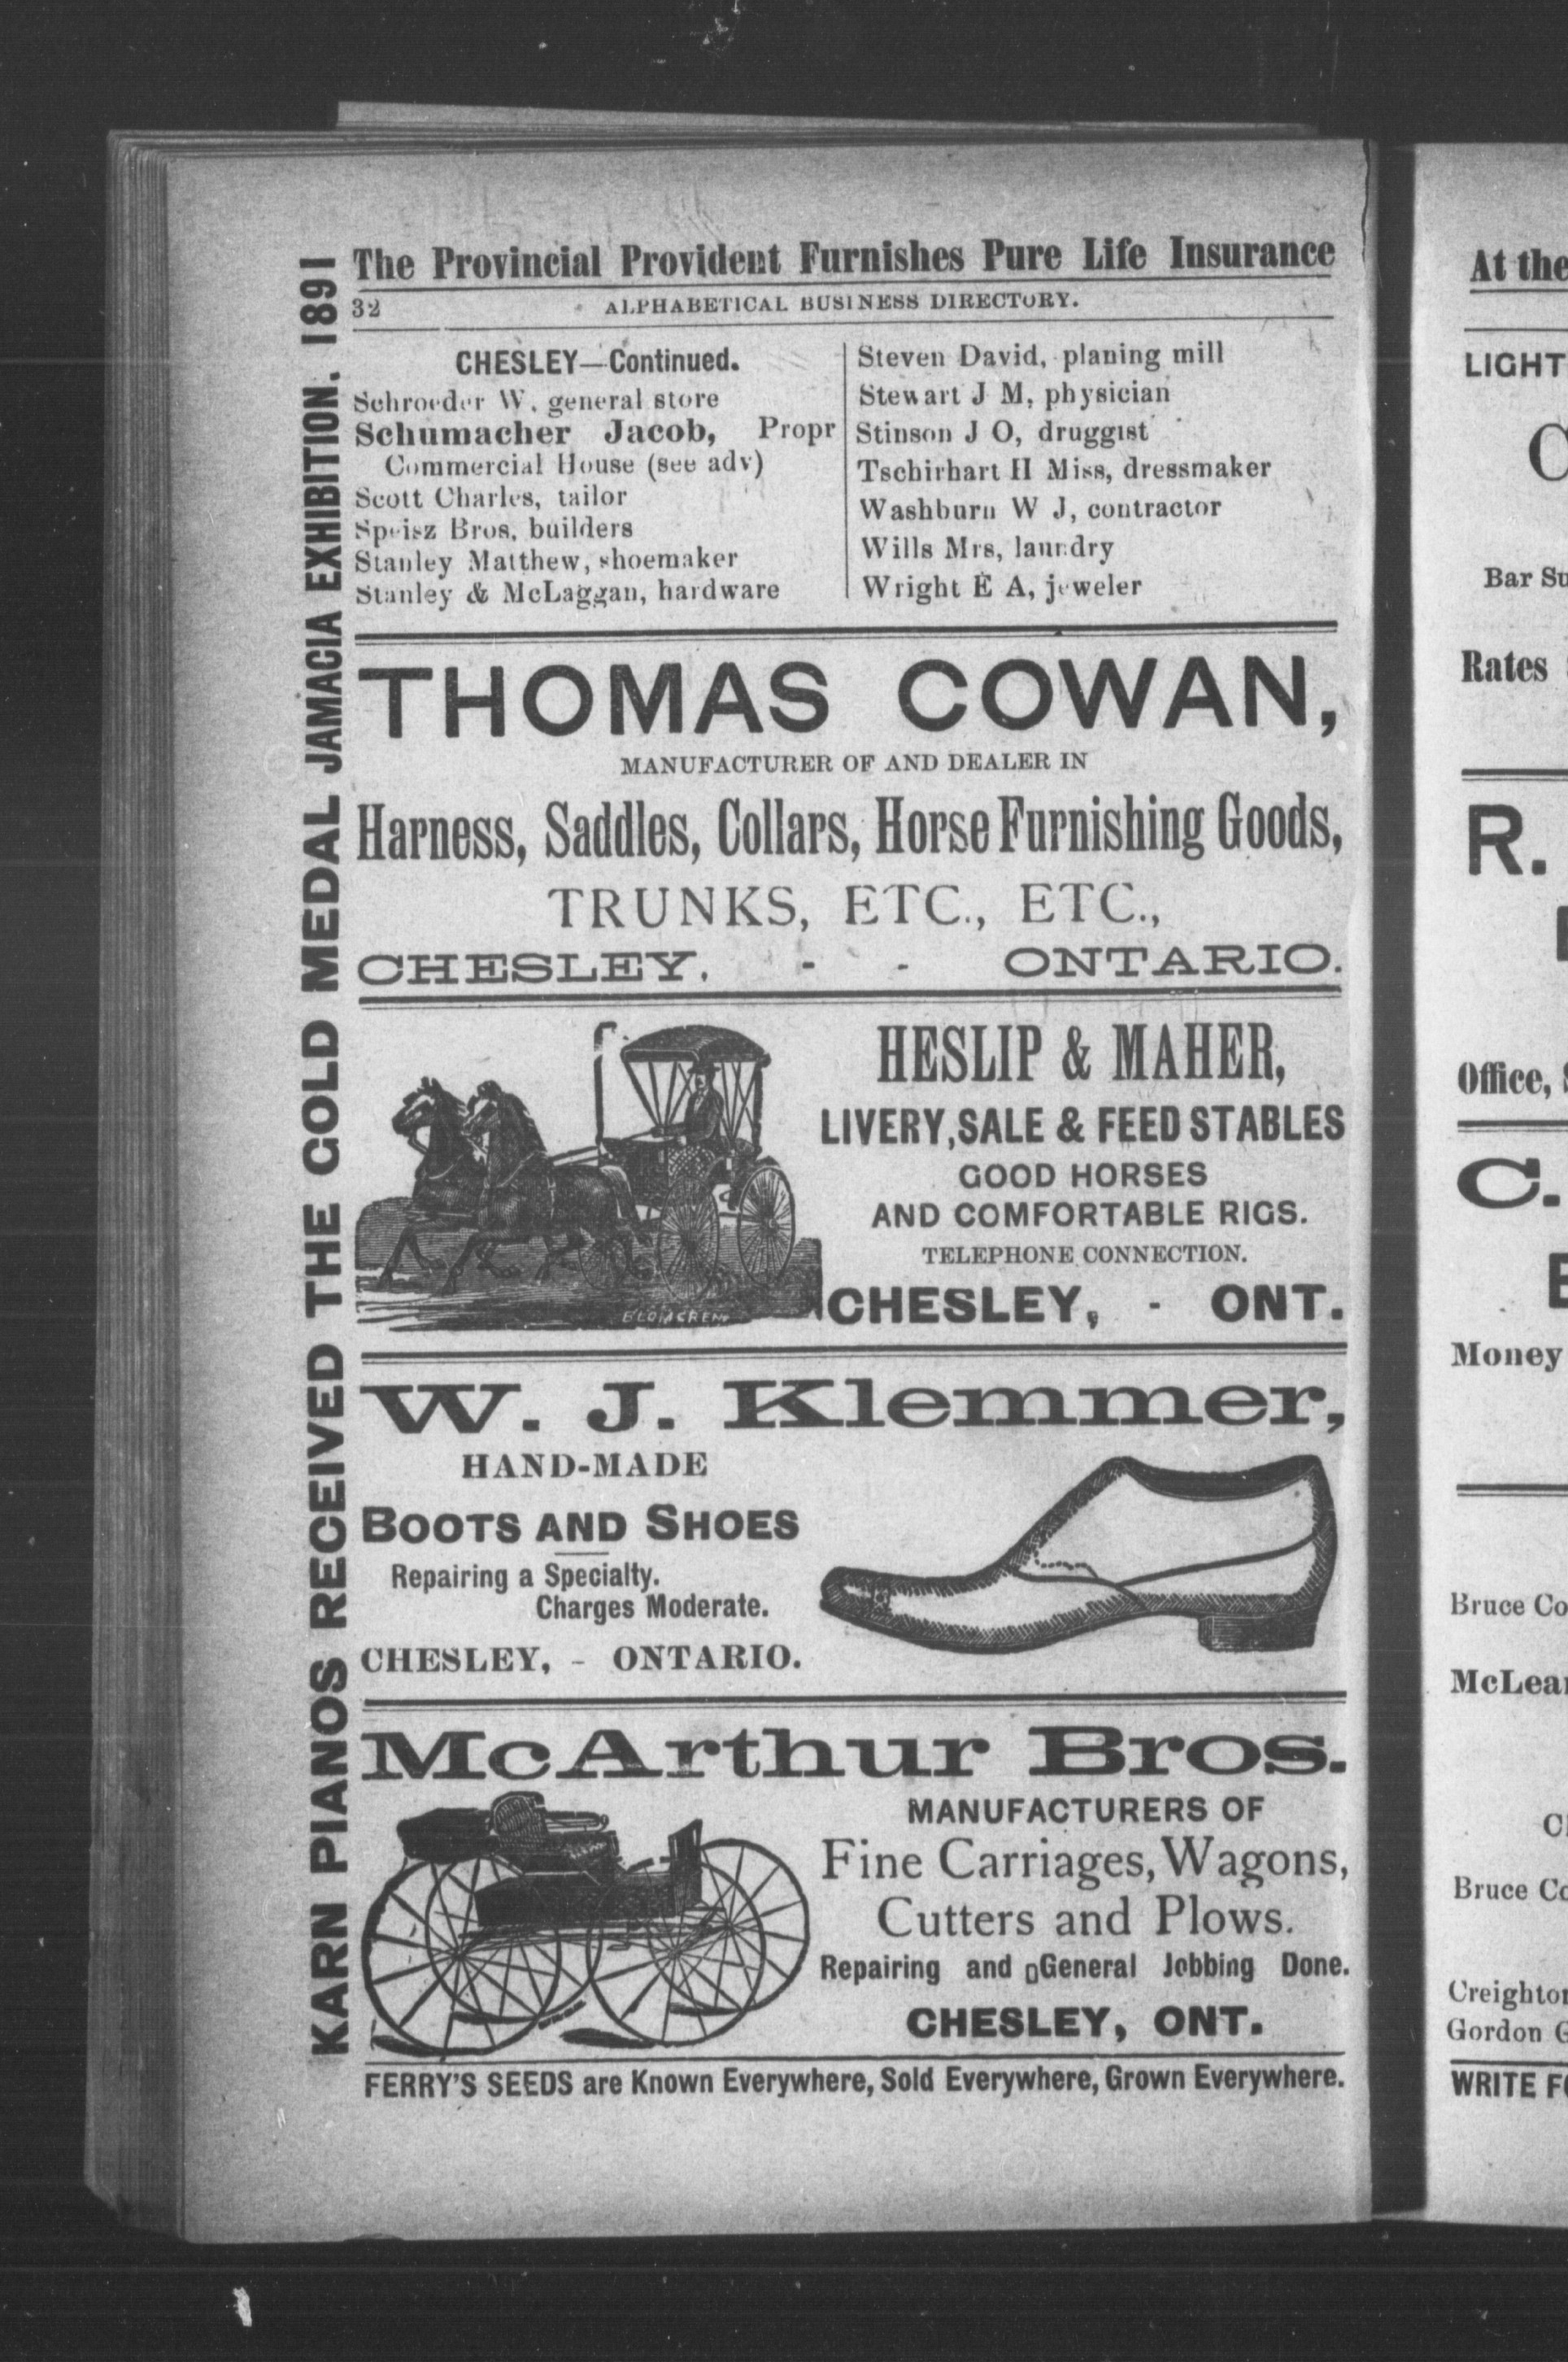 The Provincial Provident Furnishes Pure Life Insurance
32
ALPHABETICAL BUSINESS DIRECTORY.
CHESLEY—Continued.
Schroeder W, general store
Schumacher Jacob, Propr
Commercial House (see adv)
Scott Charles, tailor
Speisz Bros, builders
Stanley Matthew, shoemaker
Stanley & McLaggan, hardware
Steven David, planing mill
Stewart J M, physician
Stinson J O, druggist
Tschirhart H Miss, dressmaker
Washburn W J, contractor
Wills Mrs, laundry
Wright E A, jeweler
THOMAS COWAN,
MANUFACTURER OF AND DEALER IN
Harness, Saddles, Collars, Horse Furnishing Goods,
TRUNKS, ETC., ETC.,
CHESLEY. - - ONTARIO.
HESLIP & MAHER,
LIVERY, SALE & FEED STABLES
GOOD HORSES
AND COMFORTABLE RIGS.
TELEPHONE CONNECTION.
CHESLEY, - ONT.
BLOMGREN
W. J. Klemmer,
HAND-MADE
BOOTS AND SHOES
Repairing a Specialty.
Charges Moderate.
CHESLEY, - ONTARIO.
McArthur Bros.
MANUFACTURERS OF
Fine Carriages, Wagons,
Cutters and Plows.
Repairing and General Jobbing Done.
CHESLEY, ONT.
FERRY'S SEEDS are Known Everywhere, Sold Everywhere, Grown Everywhere.
KARN PIANOS RECEIVED THE GOLD MEDAL JAMACIA EXHIBITION. 1891
At the
LIGHT
Bar
Rates
R.
Office,
C.
Money
Bruce
Bruce
Gordon
WRITE